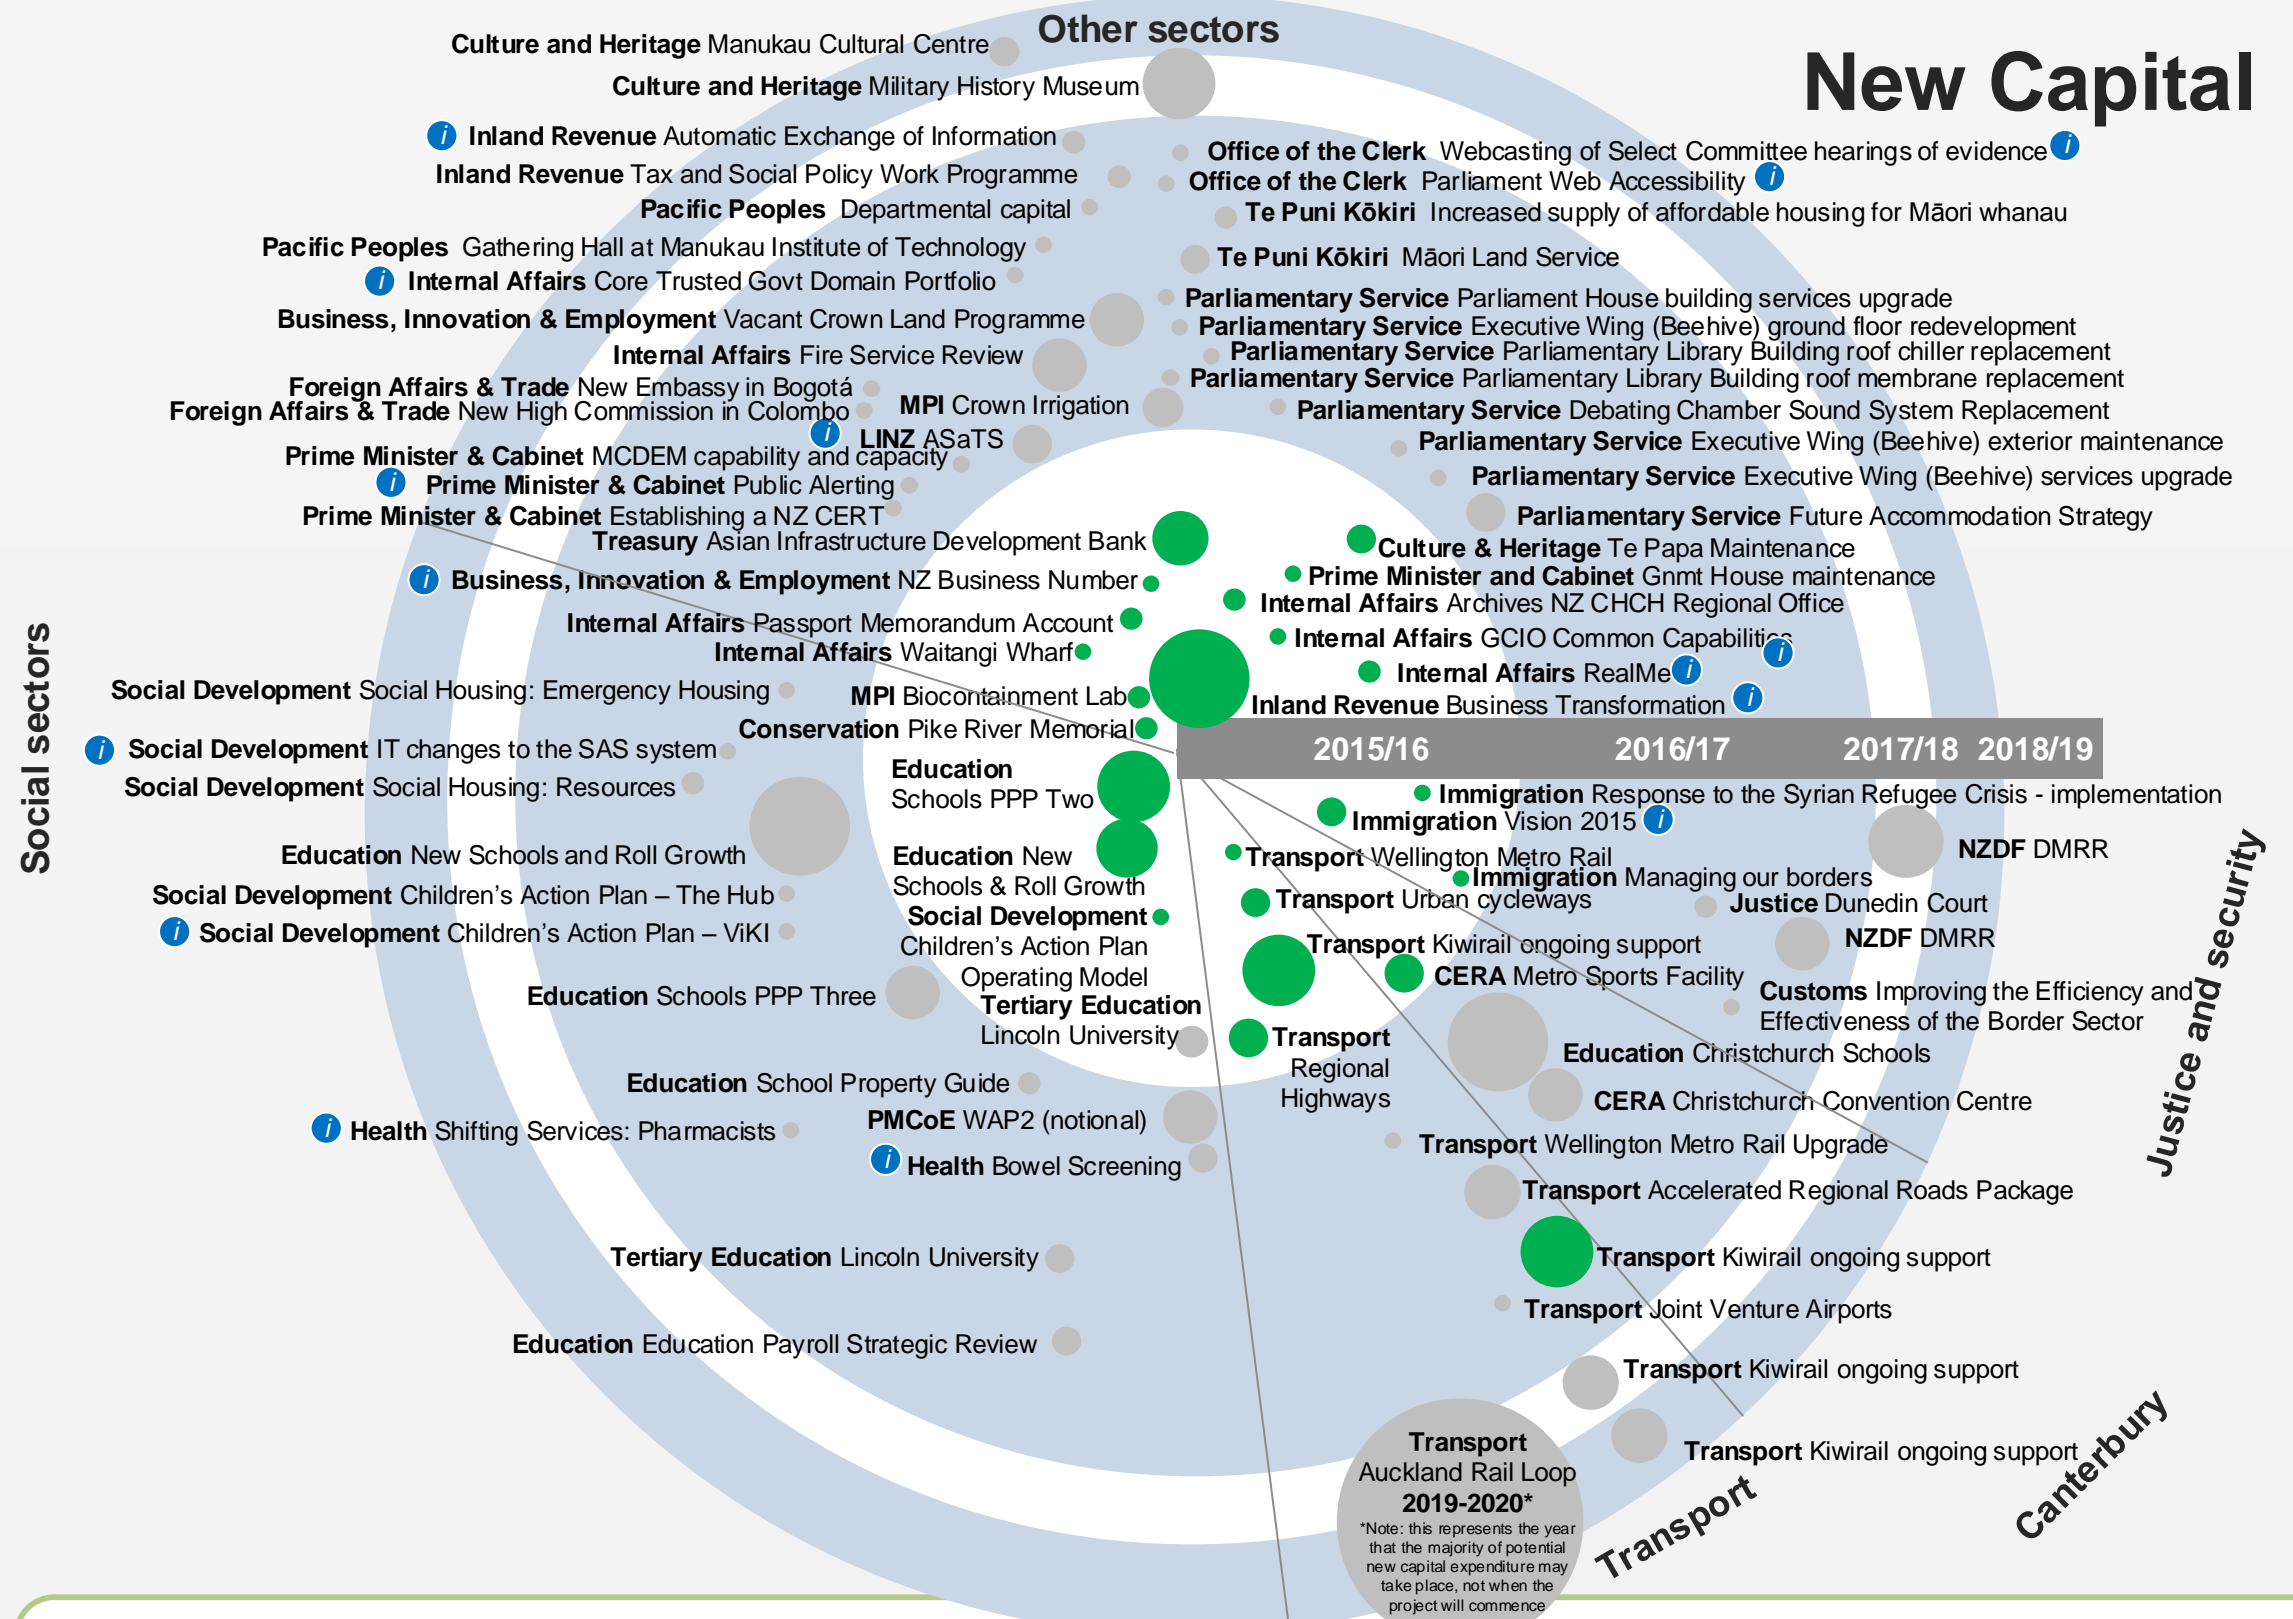 Other sectors
New Capital
Culture and Heritage Manukau Cultural Centre
Culture and Heritage Military History Museum
i Inland Revenue Automatic Exchange of Information
Inland Revenue Tax and Social Policy Work Programme
Pacific Peoples Departmental capital
Pacific Peoples Gathering Hall at Manukau Institute of Technology
i Internal Affairs Core Trusted Govt Domain Portfolio
Business, Innovation & Employment Vacant Crown Land Programme
Internal Affairs Fire Service Review
Foreign Affairs & Trade New Embassy in Bogotá
Foreign Affairs & Trade New High Commission in Colombo
MPI Crown Irrigation
i LINZ ASaTS
Prime Minister & Cabinet MCDEM capability and capacity
i Prime Minister & Cabinet Public Alerting
Prime Minister & Cabinet Establishing a NZ CERT
Treasury Asian Infrastructure Development Bank
i Business, Innovation & Employment NZ Business Number
Internal Affairs Passport Memorandum Account
Internal Affairs Waitangi Wharf
MPI Biocontainment Lab
Conservation Pike River Memorial
Office of the Clerk Webcasting of Select Committee hearings of evidence i
Office of the Clerk Parliament Web Accessibility i
Te Puni Kōkiri Increased supply of affordable housing for Māori whanau
Te Puni Kōkiri Māori Land Service
Parliamentary Service Parliament House building services upgrade
Parliamentary Service Executive Wing (Beehive) ground floor redevelopment
Parliamentary Service Parliamentary Library Building roof chiller replacement
Parliamentary Service Parliamentary Library Building roof membrane replacement
Parliamentary Service Debating Chamber Sound System Replacement
Parliamentary Service Executive Wing (Beehive) exterior maintenance
Parliamentary Service Executive Wing (Beehive) services upgrade
Parliamentary Service Future Accommodation Strategy
Culture & Heritage Te Papa Maintenance
Prime Minister and Cabinet Gnmt House maintenance
Internal Affairs Archives NZ CHCH Regional Office
Internal Affairs GCIO Common Capabilities i
Internal Affairs RealMe i
Inland Revenue Business Transformation i
2015/16 2016/17 2017/18 2018/19
Social sectors
Social Development Social Housing: Emergency Housing
i Social Development IT changes to the SAS system
Social Development Social Housing: Resources
Education New Schools and Roll Growth
Social Development Children's Action Plan – The Hub
i Social Development Children's Action Plan – ViKI
Education Schools PPP Three
Education
Schools PPP Two
Education New
Schools & Roll Growth
Social Development
Children's Action Plan
Operating Model
Tertiary Education
Lincoln University
Education School Property Guide
PMCoE WAP2 (notional)
i Health Shifting Services: Pharmacists
i Health Bowel Screening
Tertiary Education Lincoln University
Education Education Payroll Strategic Review
Immigration Response to the Syrian Refugee Crisis - implementation
Immigration Vision 2015 i
NZDF DMRR
Transport Wellington Metro Rail
Immigration Managing our borders
Transport Urban cycleways
Justice Dunedin Court
NZDF DMRR
Transport Kiwirail ongoing support
CERA Metro Sports Facility
Customs Improving the Efficiency and
Effectiveness of the Border Sector
Justice and security
Transport
Regional
Highways
Education Christchurch Schools
CERA Christchurch Convention Centre
Transport Wellington Metro Rail Upgrade
Transport Accelerated Regional Roads Package
Transport Kiwirail ongoing support
Transport Joint Venture Airports
Transport Kiwirail ongoing support
Transport Kiwirail ongoing support
Canterbury
Transport
Transport
Auckland Rail Loop
2019-2020*
*Note: this represents the year
that the majority of potential
new capital expenditure may
take place, not when the
project will commence